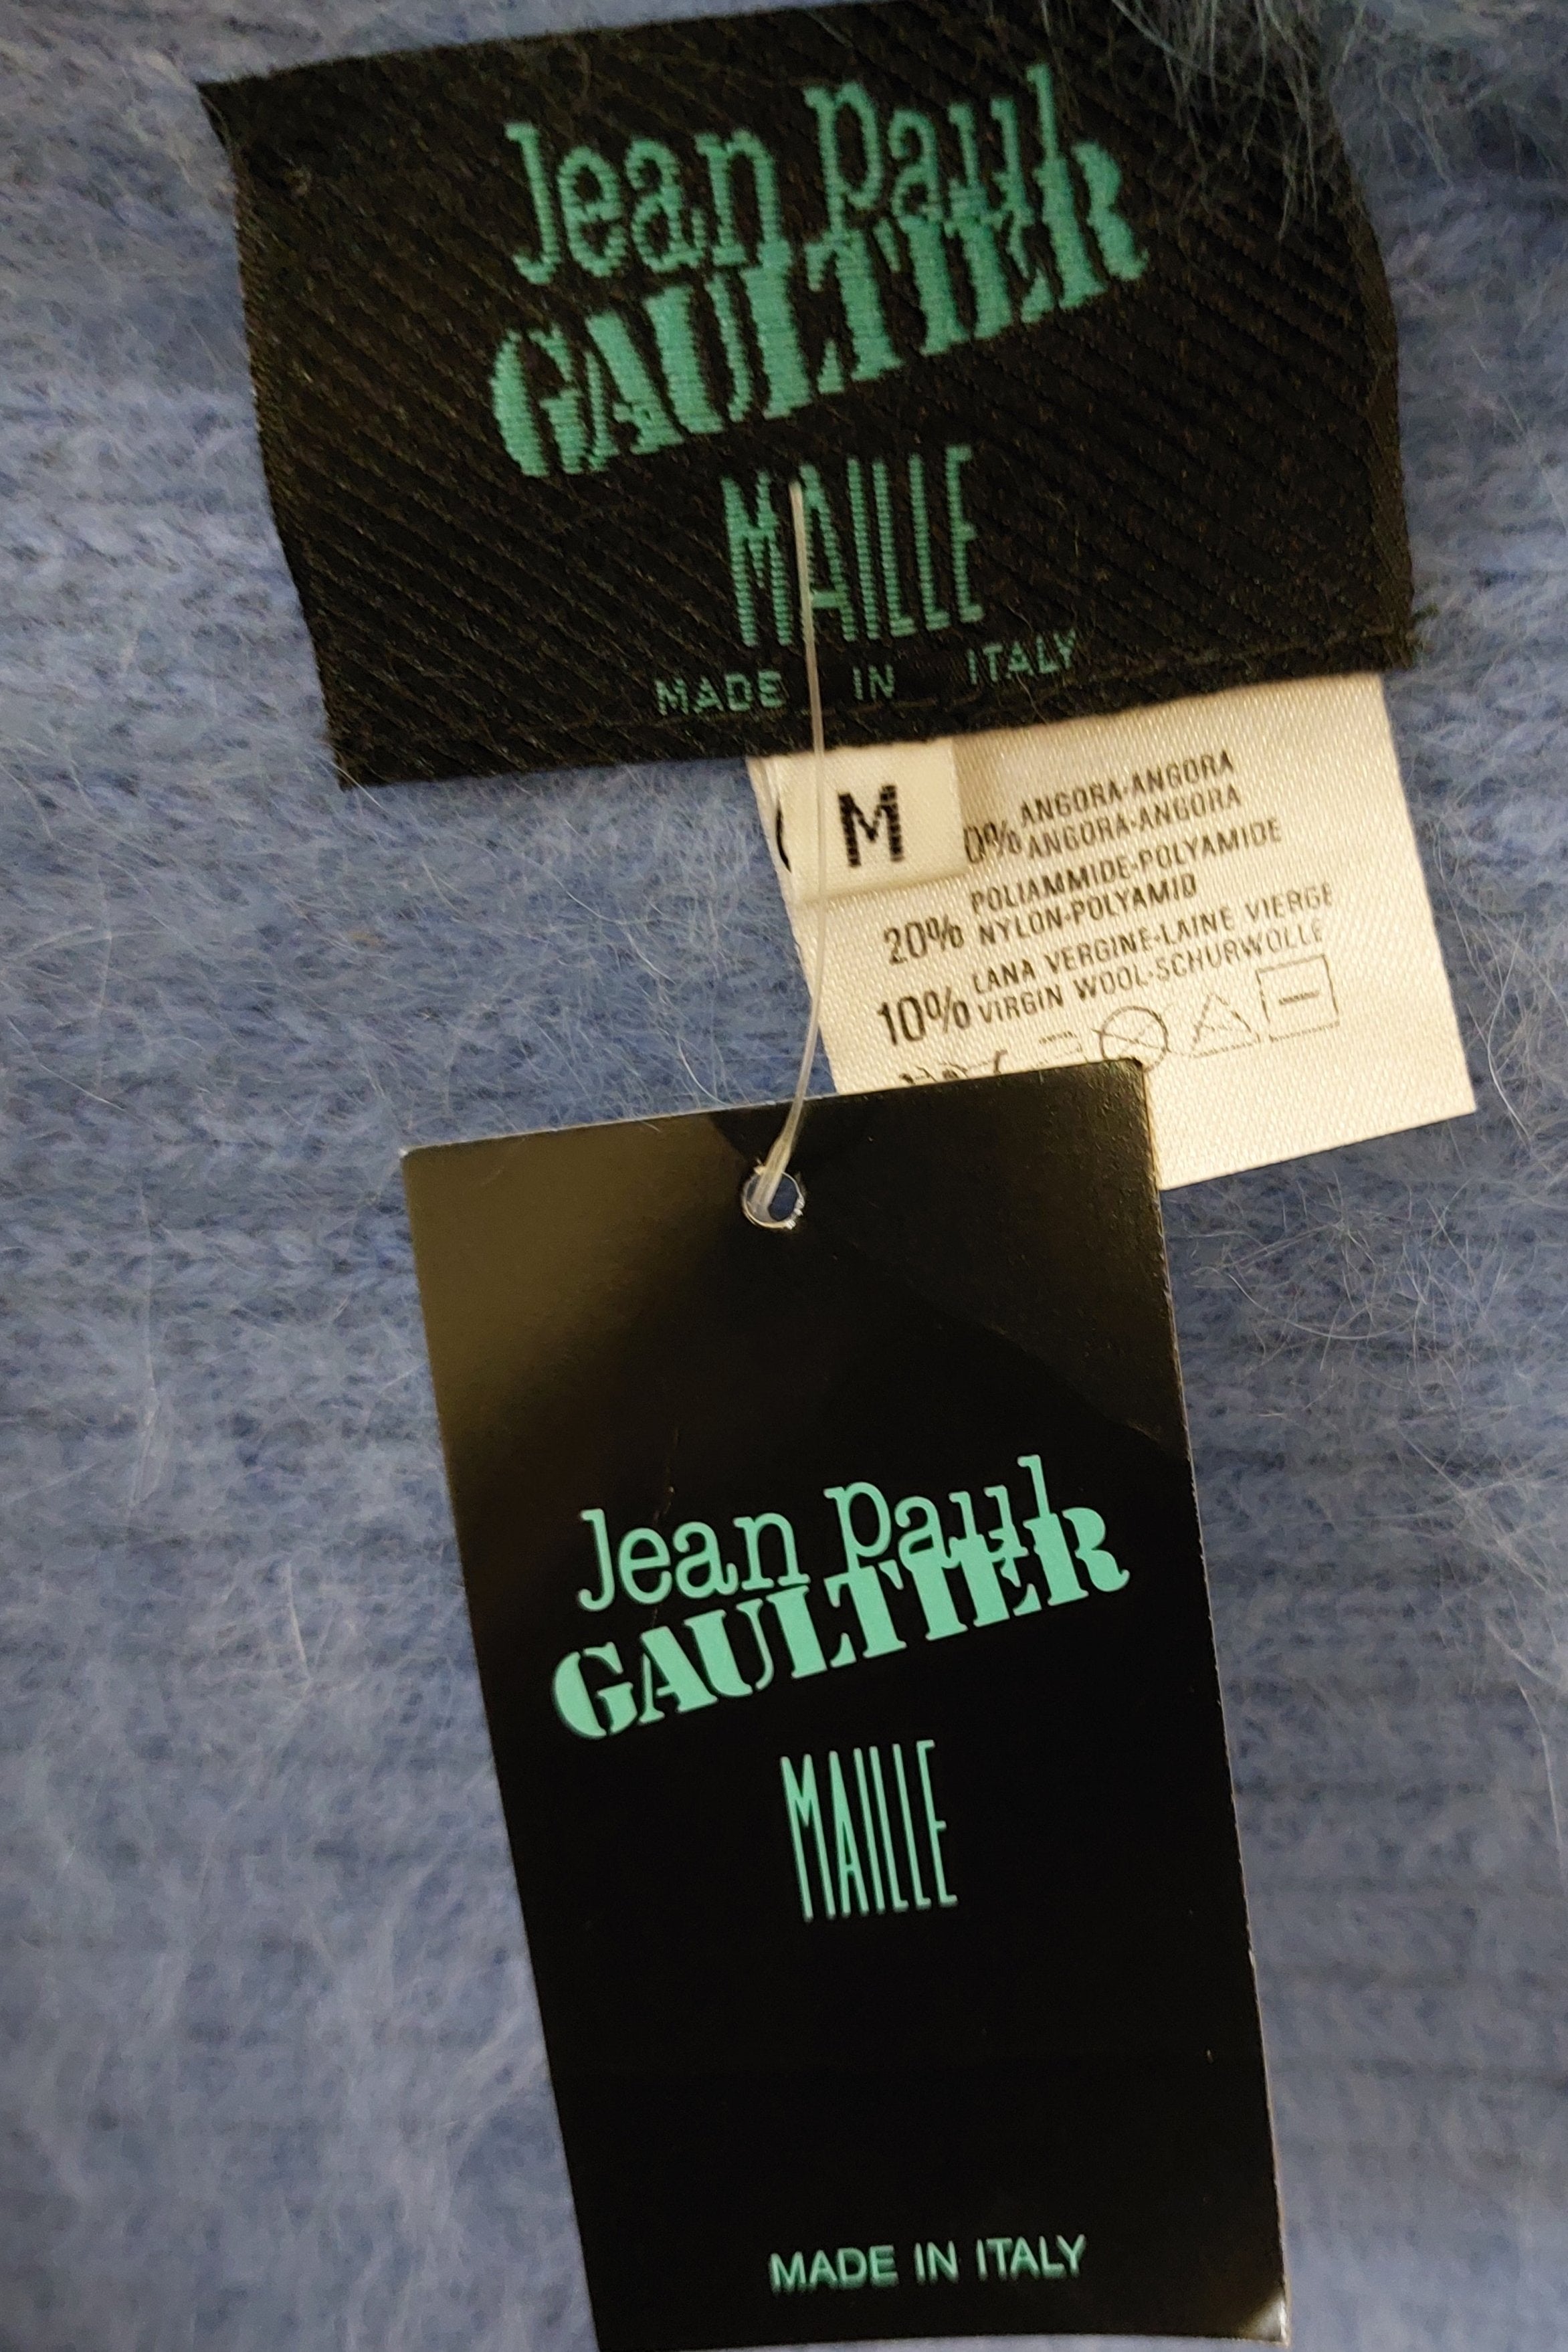 Jean Paul
GAULTIER
MAILLE
MADE IN ITALY
M
0% ANGORA-ANGORA
ANGORA-ANGORA
POLIAMMIDE-POLYAMIDE
20% NYLON-POLYAMID
LANA VERGINE-LAINE VIERGE
10% VIRGIN WOOL-SCHURWOLLE
Jean Paul
GAULTIER
MAILLE
MADE IN ITALY